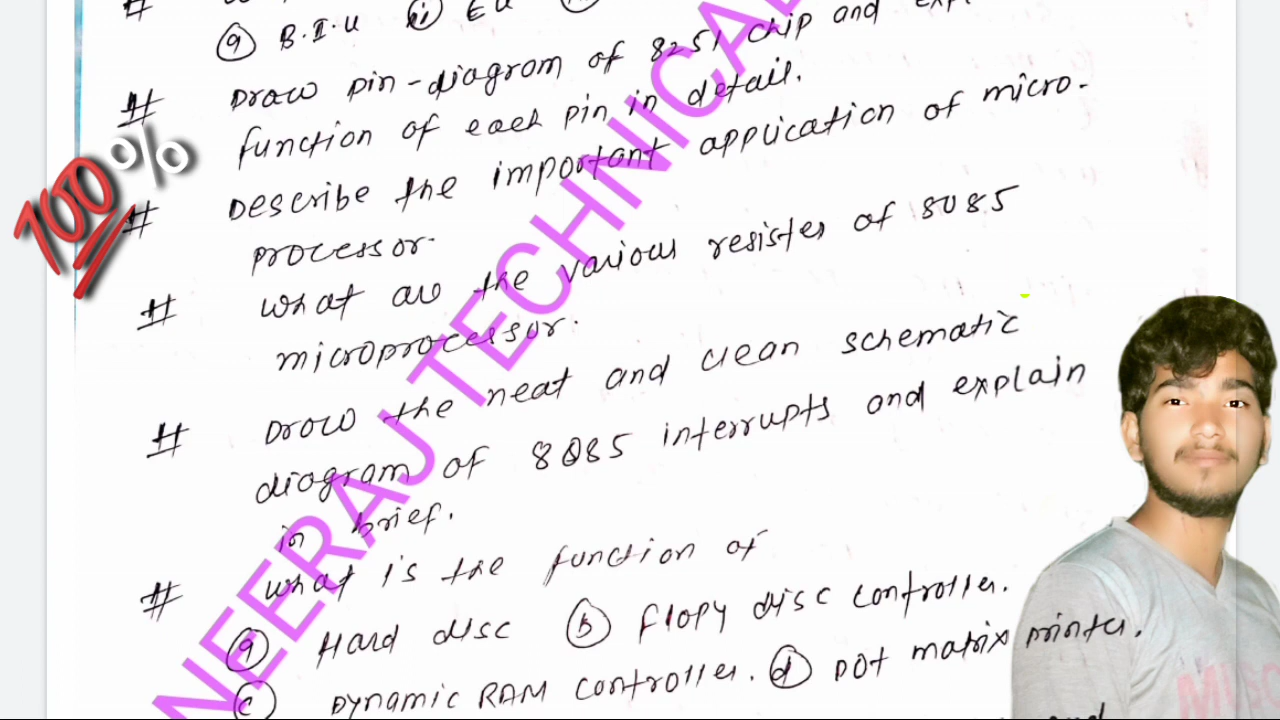 #
(a) B.I.U (ii) EU
# Draw pin-diagram of 8251 chip and
function of each pin in detail.
# Describe the important application of micro-
processor.
# what are the various resister of 8085
microprocessor.
# Draw the neat and clean schematic
diagram of 8085 interrupts and explain
in brief.
# what is the function of
(a) Hard disc (b) flopy disc controller.
(c) Dynamic RAM controller. (d) DOt matrix printer.
and
100%
NEERAJ TECHNICAL
MUSC